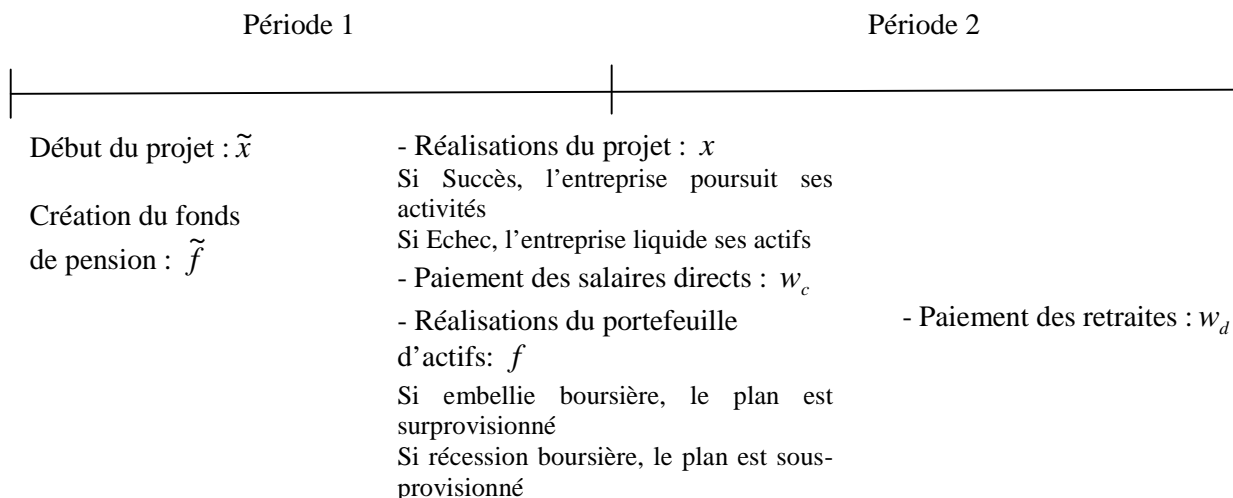 Période 1
Période 2
Début du projet : x̃
Création du fonds
de pension : f̃
- Réalisations du projet : x
Si Succès, l'entreprise poursuit ses
activités
Si Echec, l'entreprise liquide ses actifs
- Paiement des salaires directs : w_c
- Réalisations du portefeuille
d'actifs: f
Si embellie boursière, le plan est
surprovisionné
Si récession boursière, le plan est sous-
provisionné
- Paiement des retraites : w_d